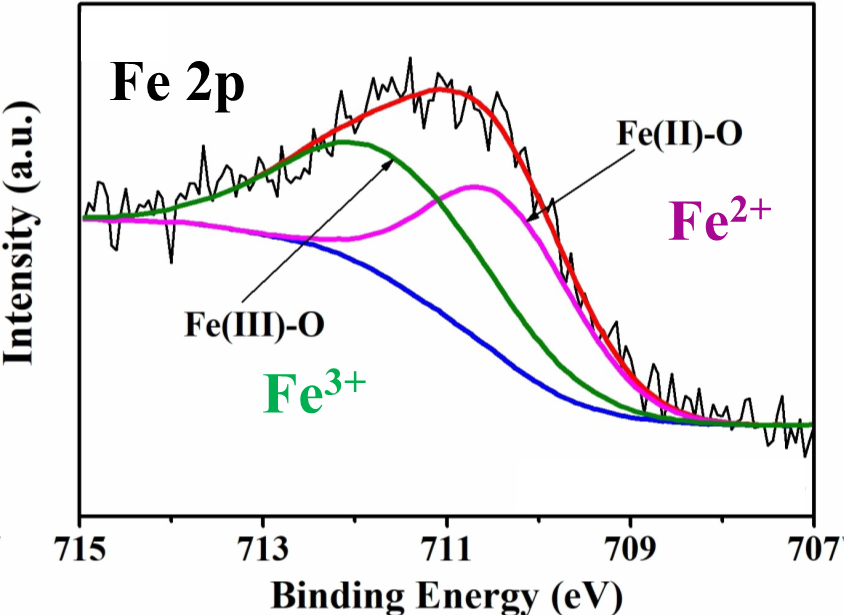 Fe 2p
Fe(II)-O
Fe²⁺
Fe(III)-O
Fe³⁺
Intensity (a.u.)
715 713 711 709 707
Binding Energy (eV)